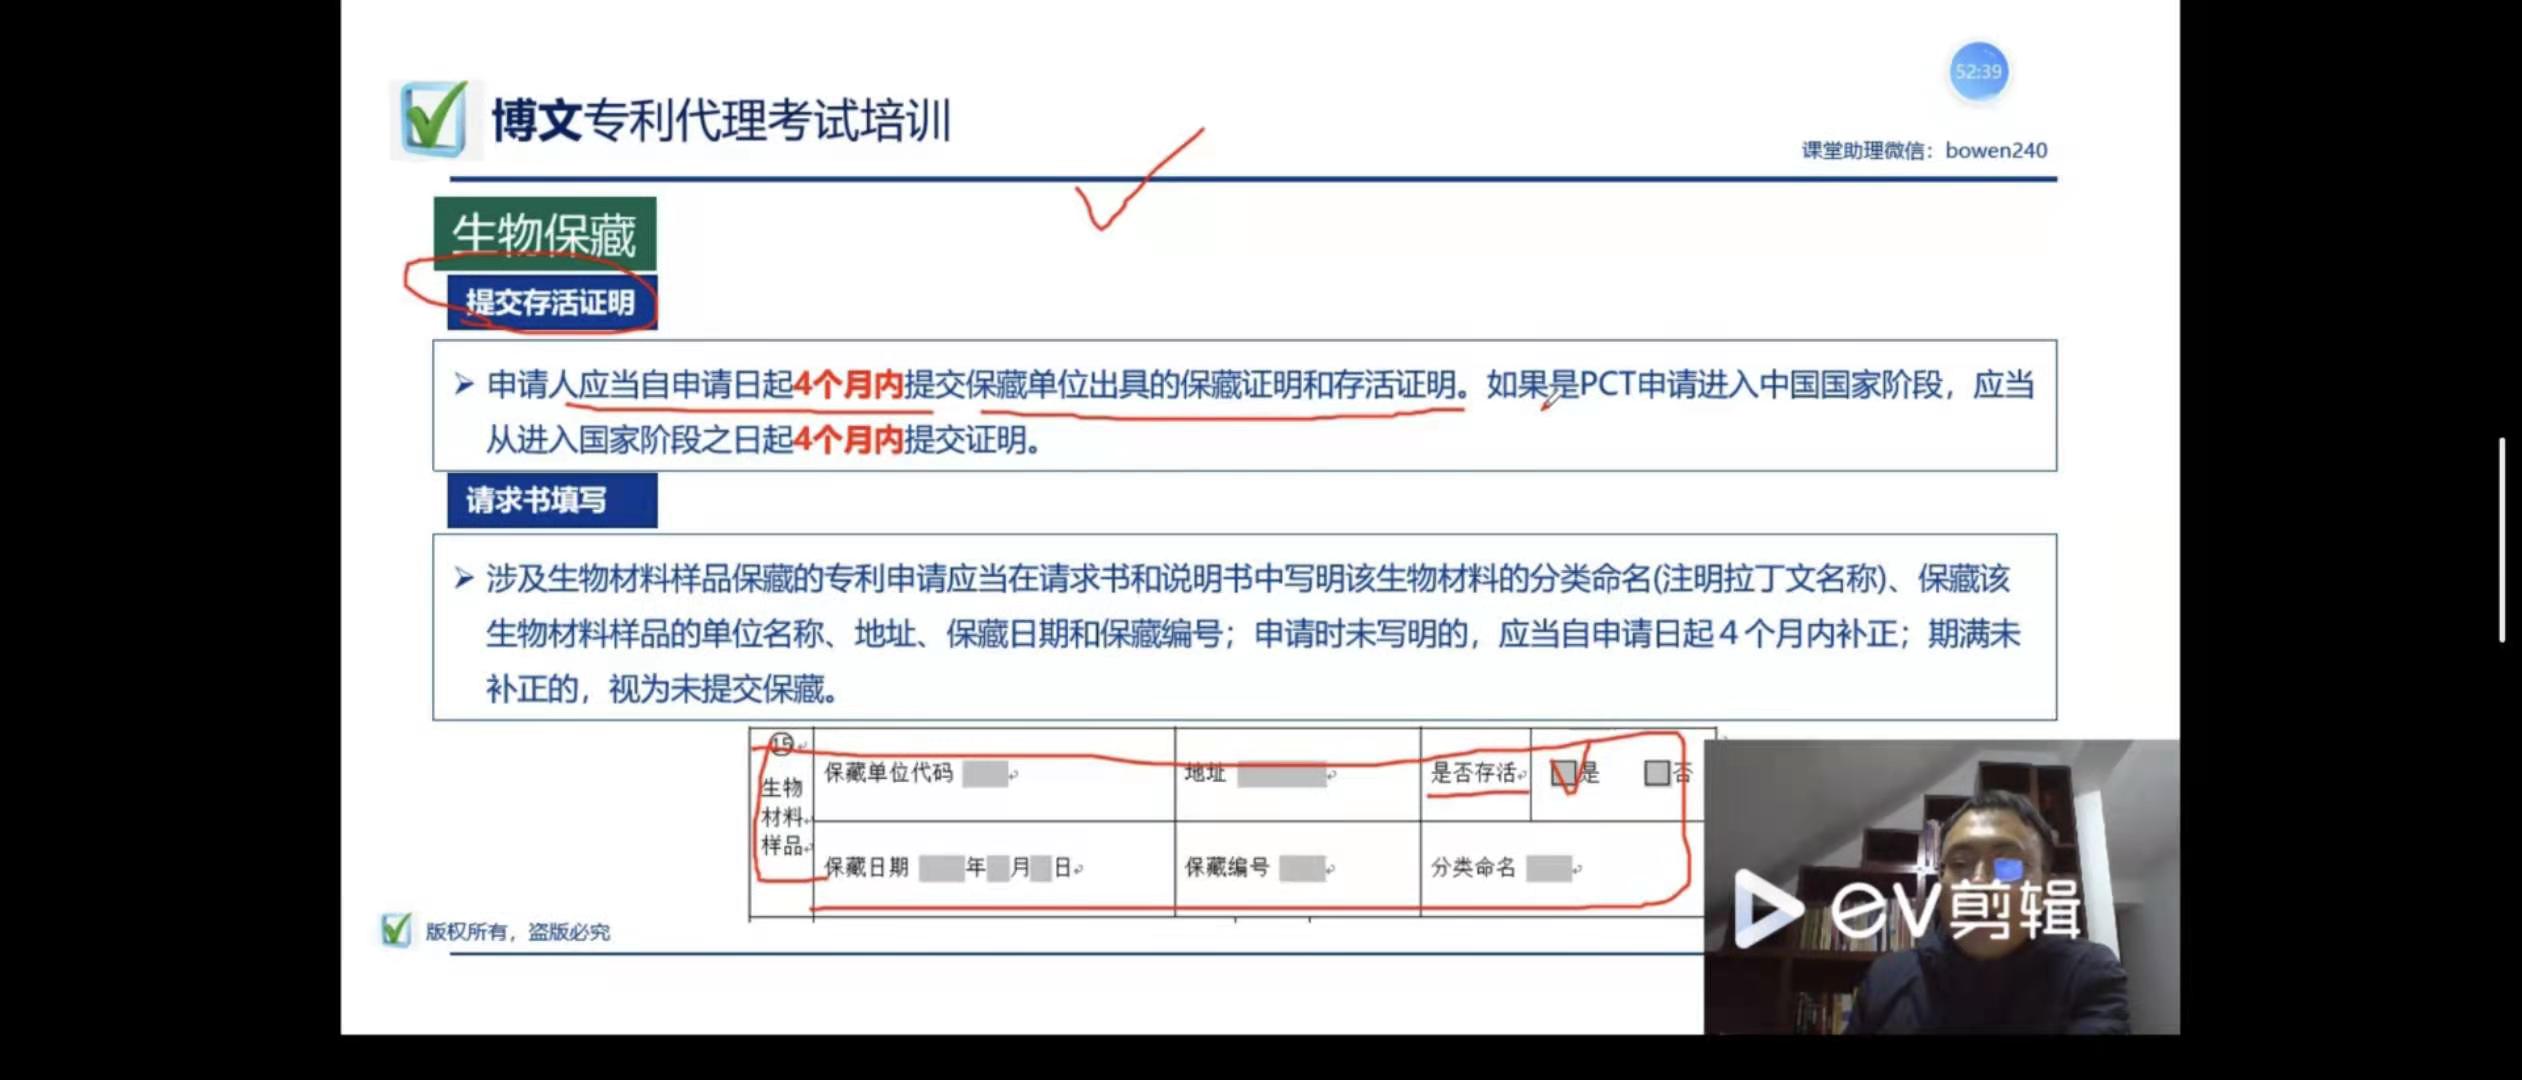 52:39
博文专利代理考试培训
课堂助理微信：bowen240
生物保藏
提交存活证明
➢ 申请人应当自申请日起4个月内提交保藏单位出具的保藏证明和存活证明。如果是PCT申请进入中国国家阶段，应当
从进入国家阶段之日起4个月内提交证明。
请求书填写
➢ 涉及生物材料样品保藏的专利申请应当在请求书和说明书中写明该生物材料的分类命名(注明拉丁文名称)、保藏该
生物材料样品的单位名称、地址、保藏日期和保藏编号；申请时未写明的，应当自申请日起４个月内补正；期满未
补正的，视为未提交保藏。
⑮
生物
材料
样品
保藏单位代码 地址 是否存活 是 否
保藏日期 年 月 日 保藏编号 分类命名
版权所有，盗版必究
eV剪辑